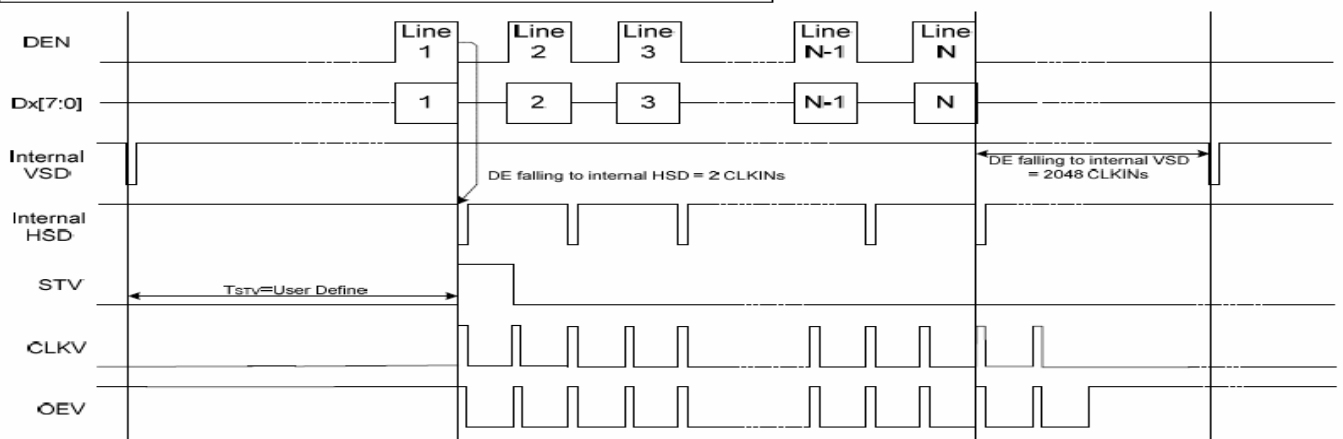 DEN
Line 1
Line 2
Line 3
Line N-1
Line N
Dx[7:0]
1
2
3
N-1
N
Internal VSD
DE falling to internal HSD = 2 CLKINs
DE falling to internal VSD
= 2048 CLKINs
Internal HSD
STV
TSTV=User Define
CLKV
OEV